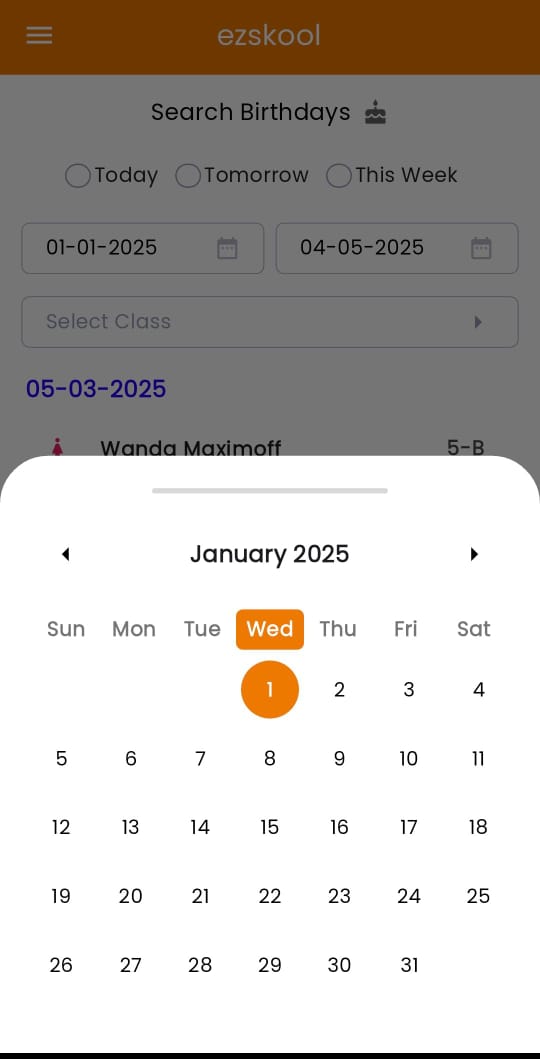 ezskool
Search Birthdays
Today Tomorrow This Week
01-01-2025 04-05-2025
Select Class
05-03-2025
Wanda Maximoff 5-B
January 2025
Sun Mon Tue Wed Thu Fri Sat
1 2 3 4
5 6 7 8 9 10 11
12 13 14 15 16 17 18
19 20 21 22 23 24 25
26 27 28 29 30 31